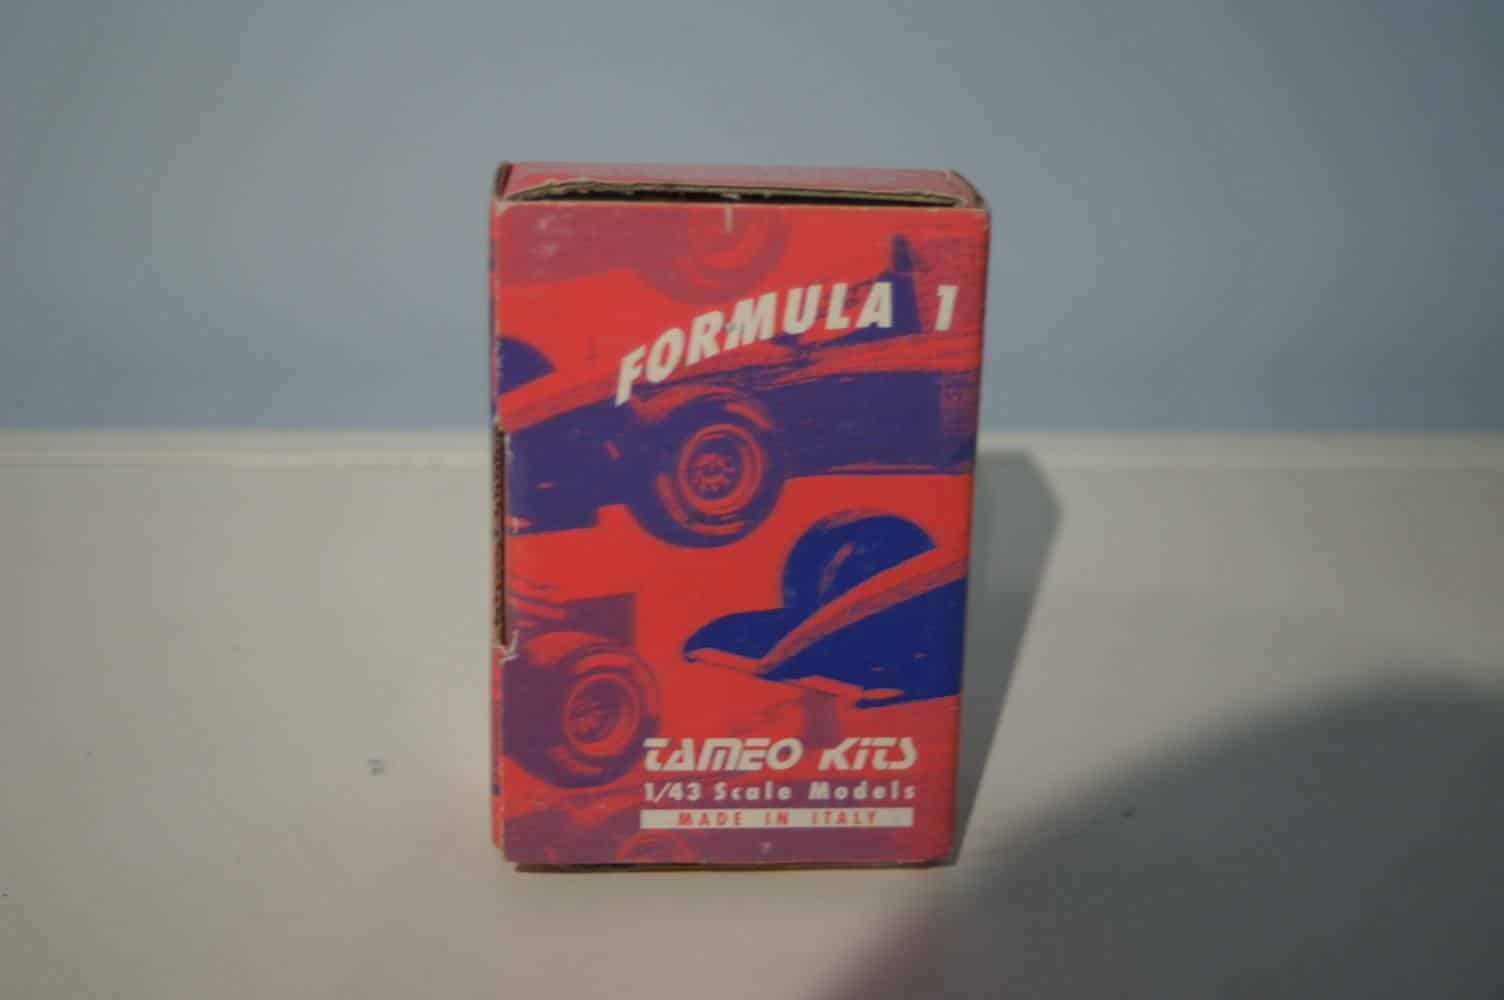 FORMULA 1
TAMEO KITS
1/43 Scale Models
MADE IN ITALY